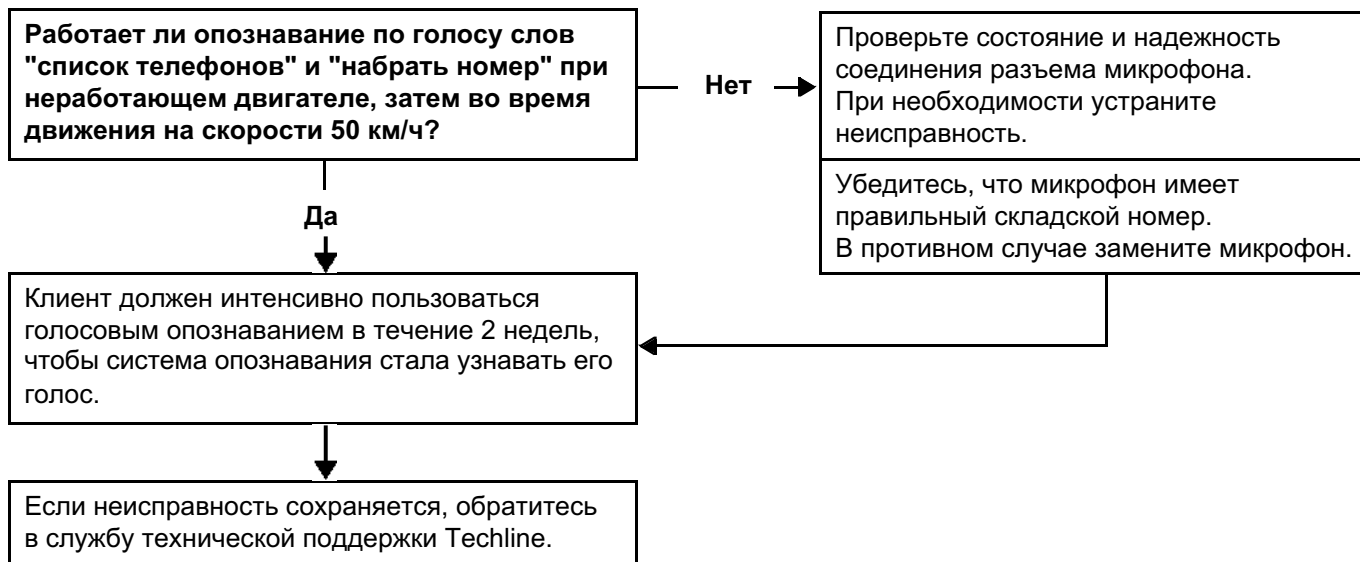 Работает ли опознавание по голосу слов
"список телефонов" и "набрать номер" при
неработающем двигателе, затем во время
движения на скорости 50 км/ч?
Нет
Проверьте состояние и надежность
соединения разъема микрофона.
При необходимости устраните
неисправность.
Убедитесь, что микрофон имеет
правильный складской номер.
В противном случае замените микрофон.
Да
Клиент должен интенсивно пользоваться
голосовым опознаванием в течение 2 недель,
чтобы система опознавания стала узнавать его
голос.
Если неисправность сохраняется, обратитесь
в службу технической поддержки Techline.